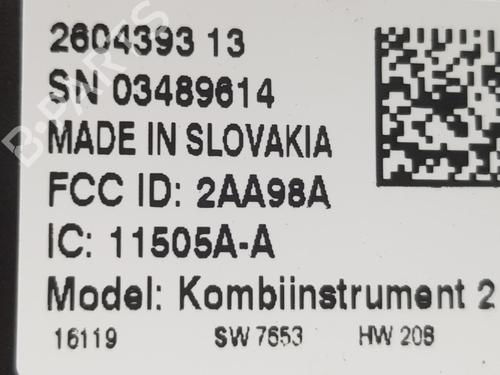 2604393 13
SN 03489614
MADE IN SLOVAKIA
FCC ID: 2AA98A
IC: 11505A-A
Model: Kombiinstrument 2
16119 SW 7653 HW 208
B-PARTS